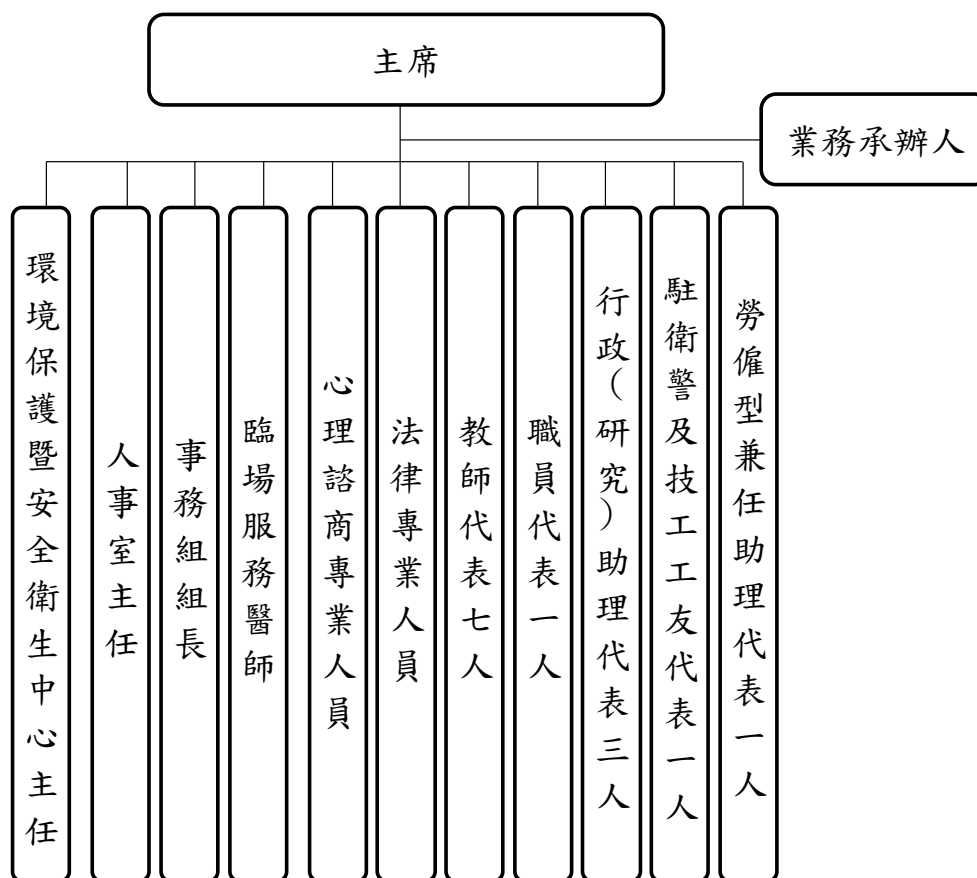 主席
業務承辦人
環境保護暨安全衛生中心主任
人事室主任
事務組組長
臨場服務醫師
心理諮商專業人員
法律專業人員
教師代表七人
職員代表一人
行政（研究）助理代表三人
駐衛警及技工工友代表一人
勞僱型兼任助理代表一人